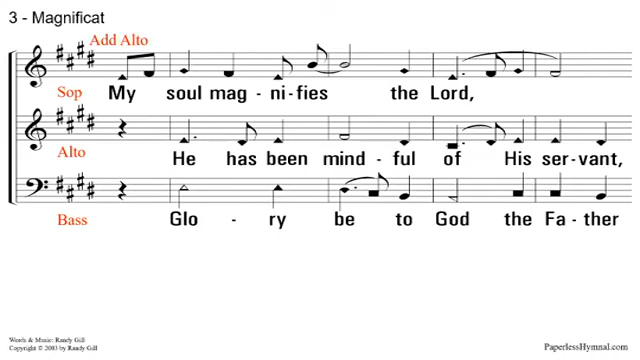 3 - Magnificat
Add Alto
Sop My soul mag - ni - fies the Lord,
Alto He has been mind - ful of His ser - vant,
Bass Glo - ry be to God the Fa - ther
Words & Music: Randy Gill
Copyright © 2003 by Randy Gill
PaperlessHymnal.com